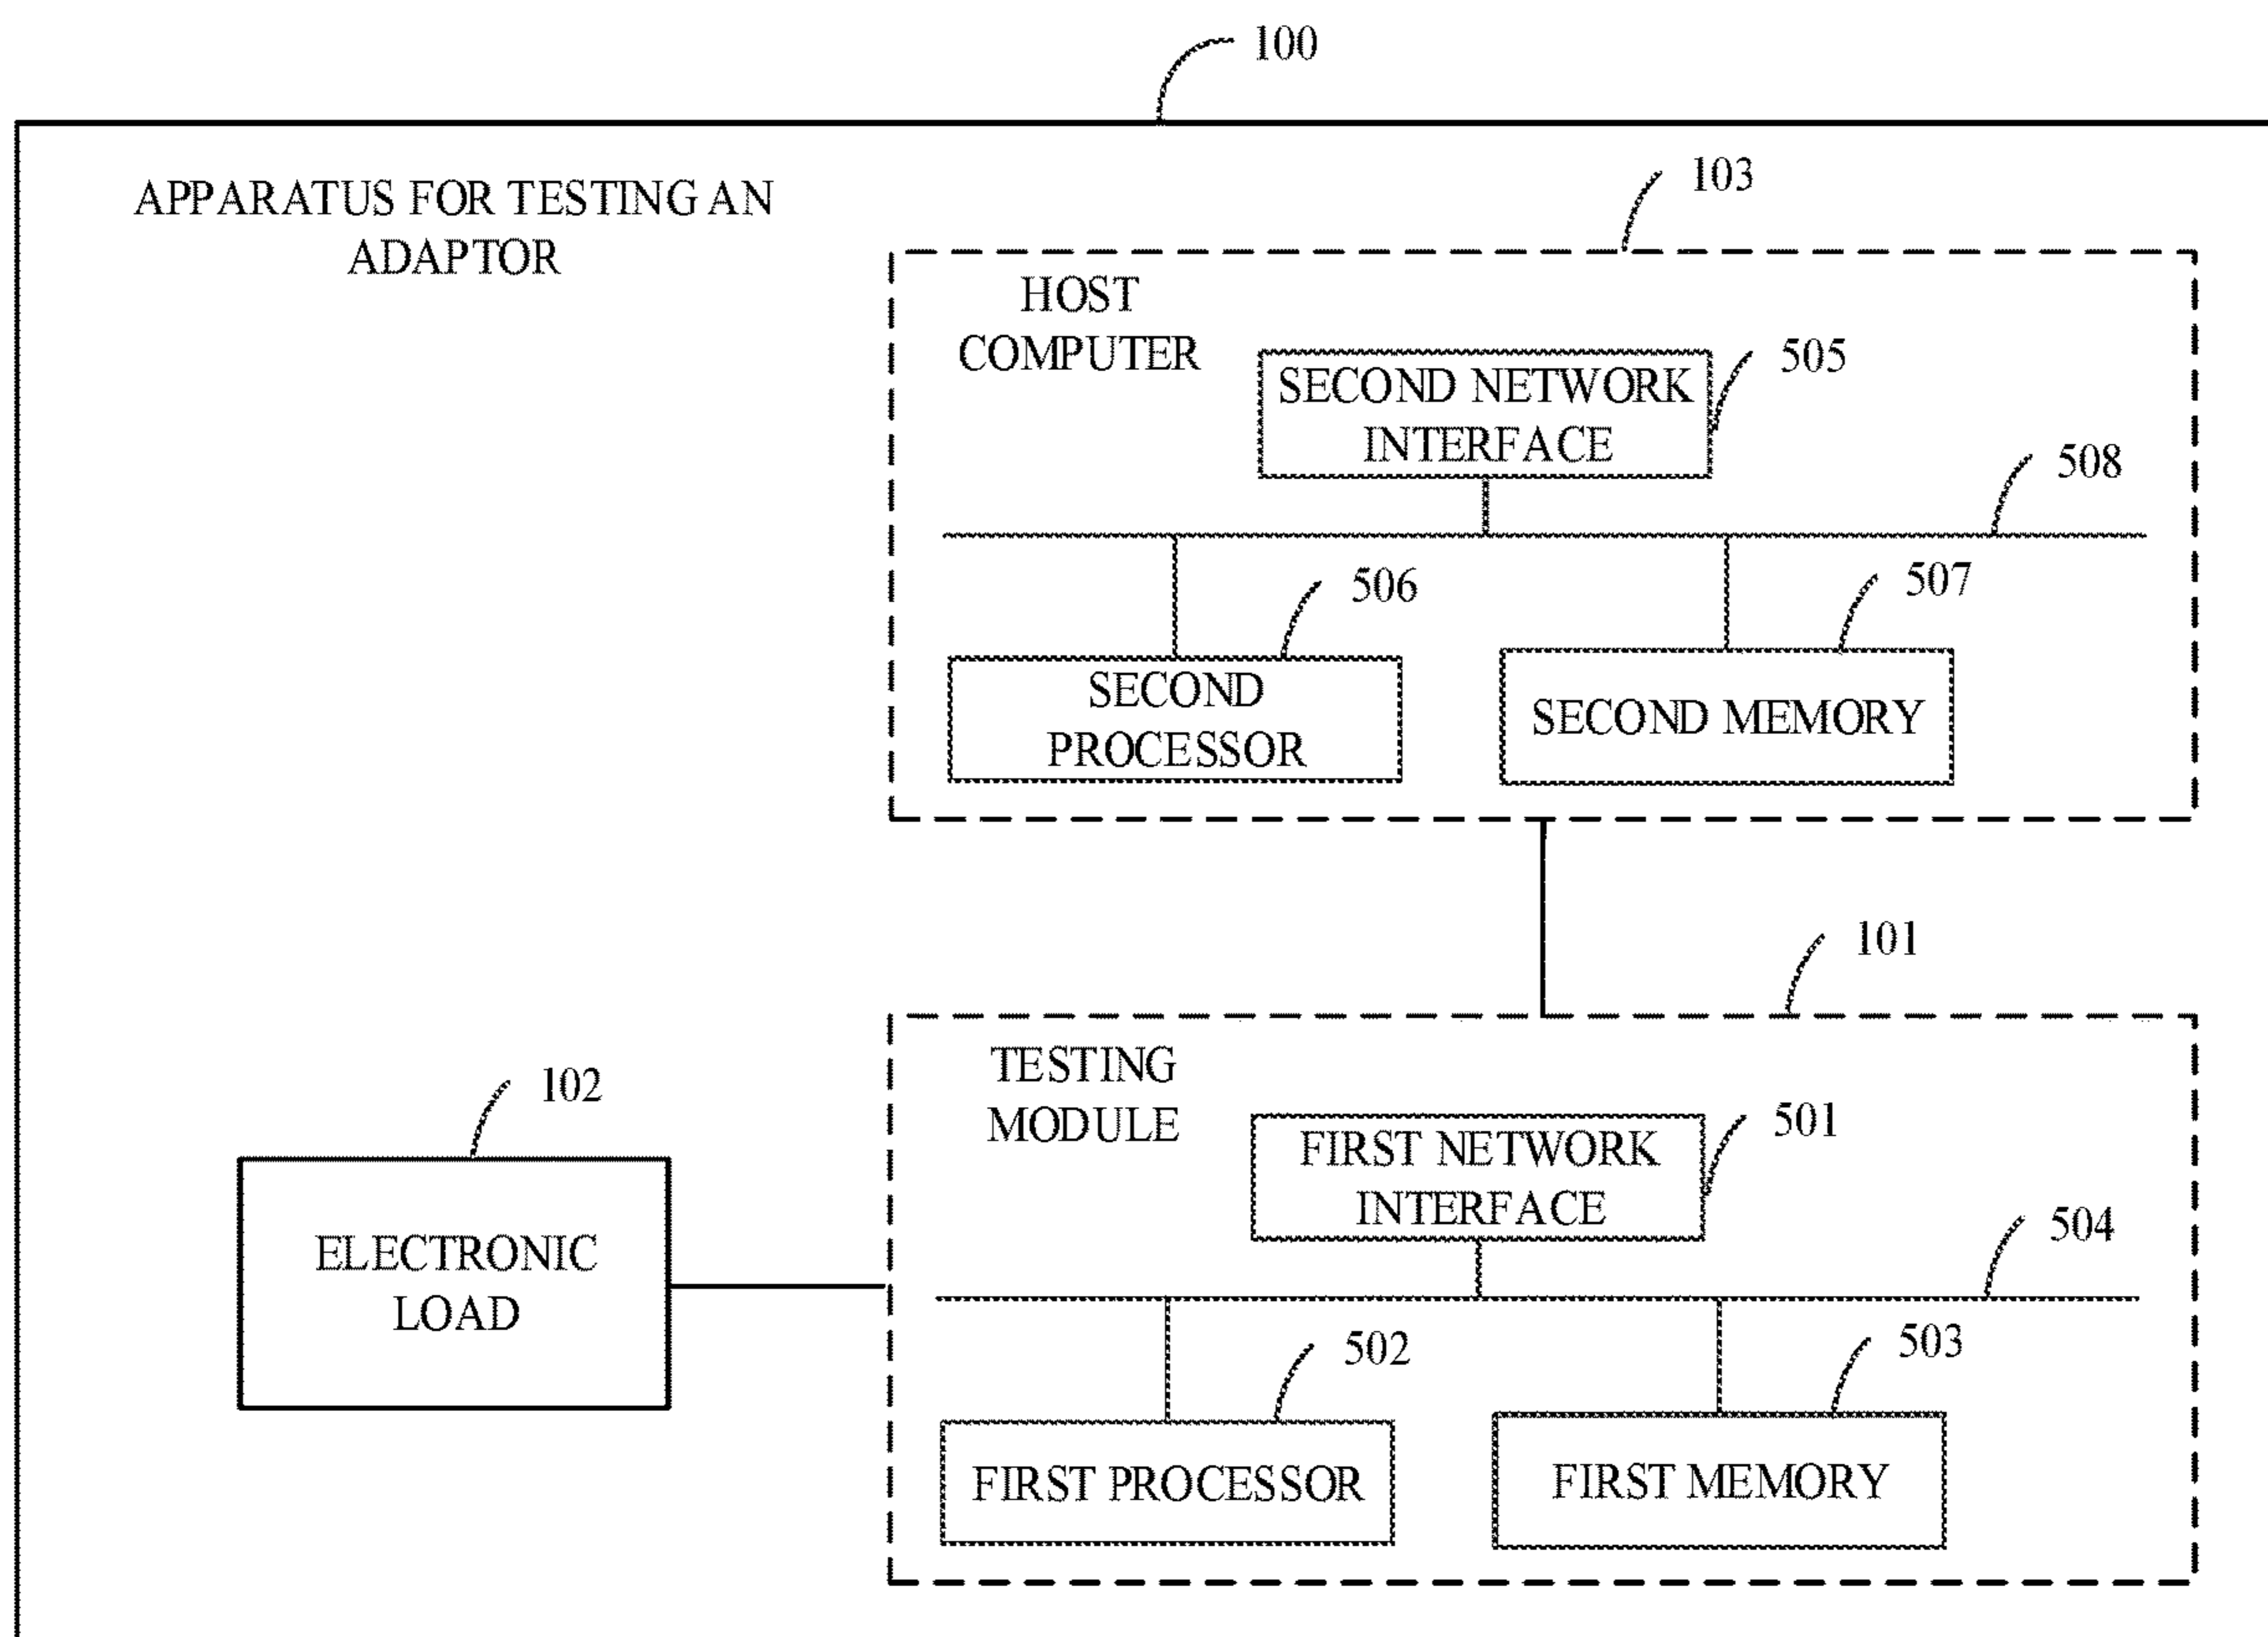 100
APPARATUS FOR TESTING AN
ADAPTOR
103
HOST
COMPUTER
505
SECOND NETWORK
INTERFACE
508
506
507
SECOND
PROCESSOR
SECOND MEMORY
101
TESTING
MODULE
102
501
FIRST NETWORK
INTERFACE
504
ELECTRONIC
LOAD
502
503
FIRST PROCESSOR
FIRST MEMORY